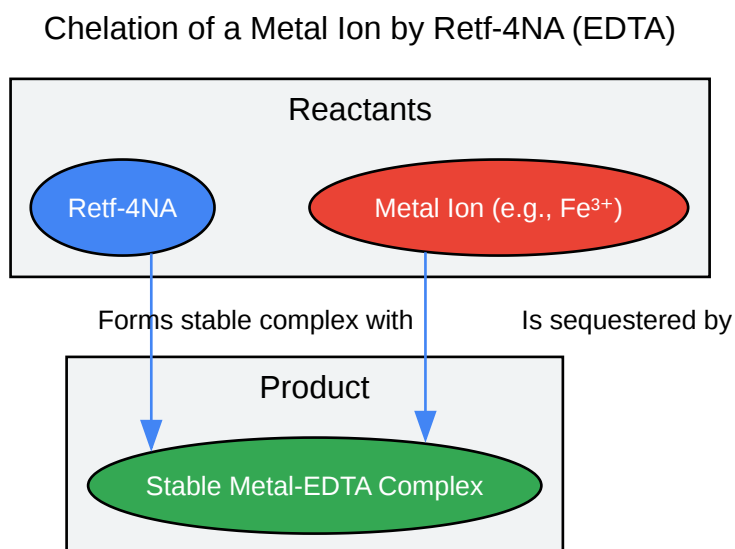 Chelation of a Metal Ion by Retf-4NA (EDTA)
Reactants
Retf-4NA
Metal Ion (e.g., Fe³⁺)
Forms stable complex with
Is sequestered by
Product
Stable Metal-EDTA Complex